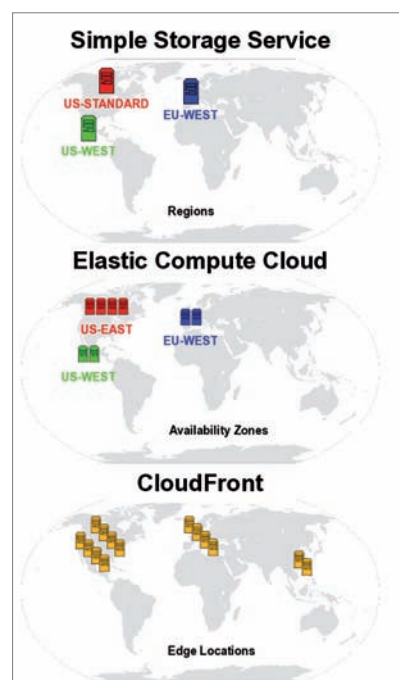 Simple Storage Service
US-STANDARD
EU-WEST
US-WEST
Regions
Elastic Compute Cloud
US-EAST
EU-WEST
US-WEST
Availability Zones
CloudFront
Edge Locations